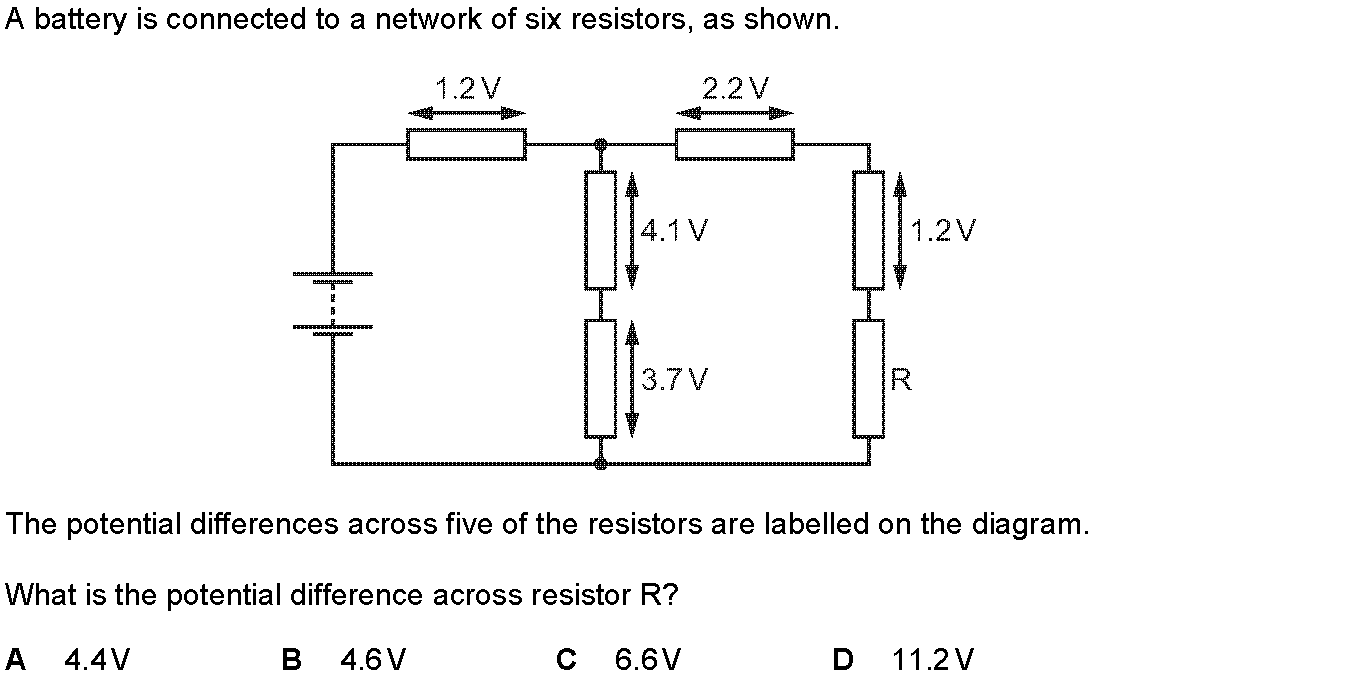 A battery is connected to a network of six resistors, as shown.
1.2 V 2.2 V
4.1 V 1.2 V
3.7 V R
The potential differences across five of the resistors are labelled on the diagram.
What is the potential difference across resistor R?
A 4.4 V B 4.6 V C 6.6 V D 11.2 V